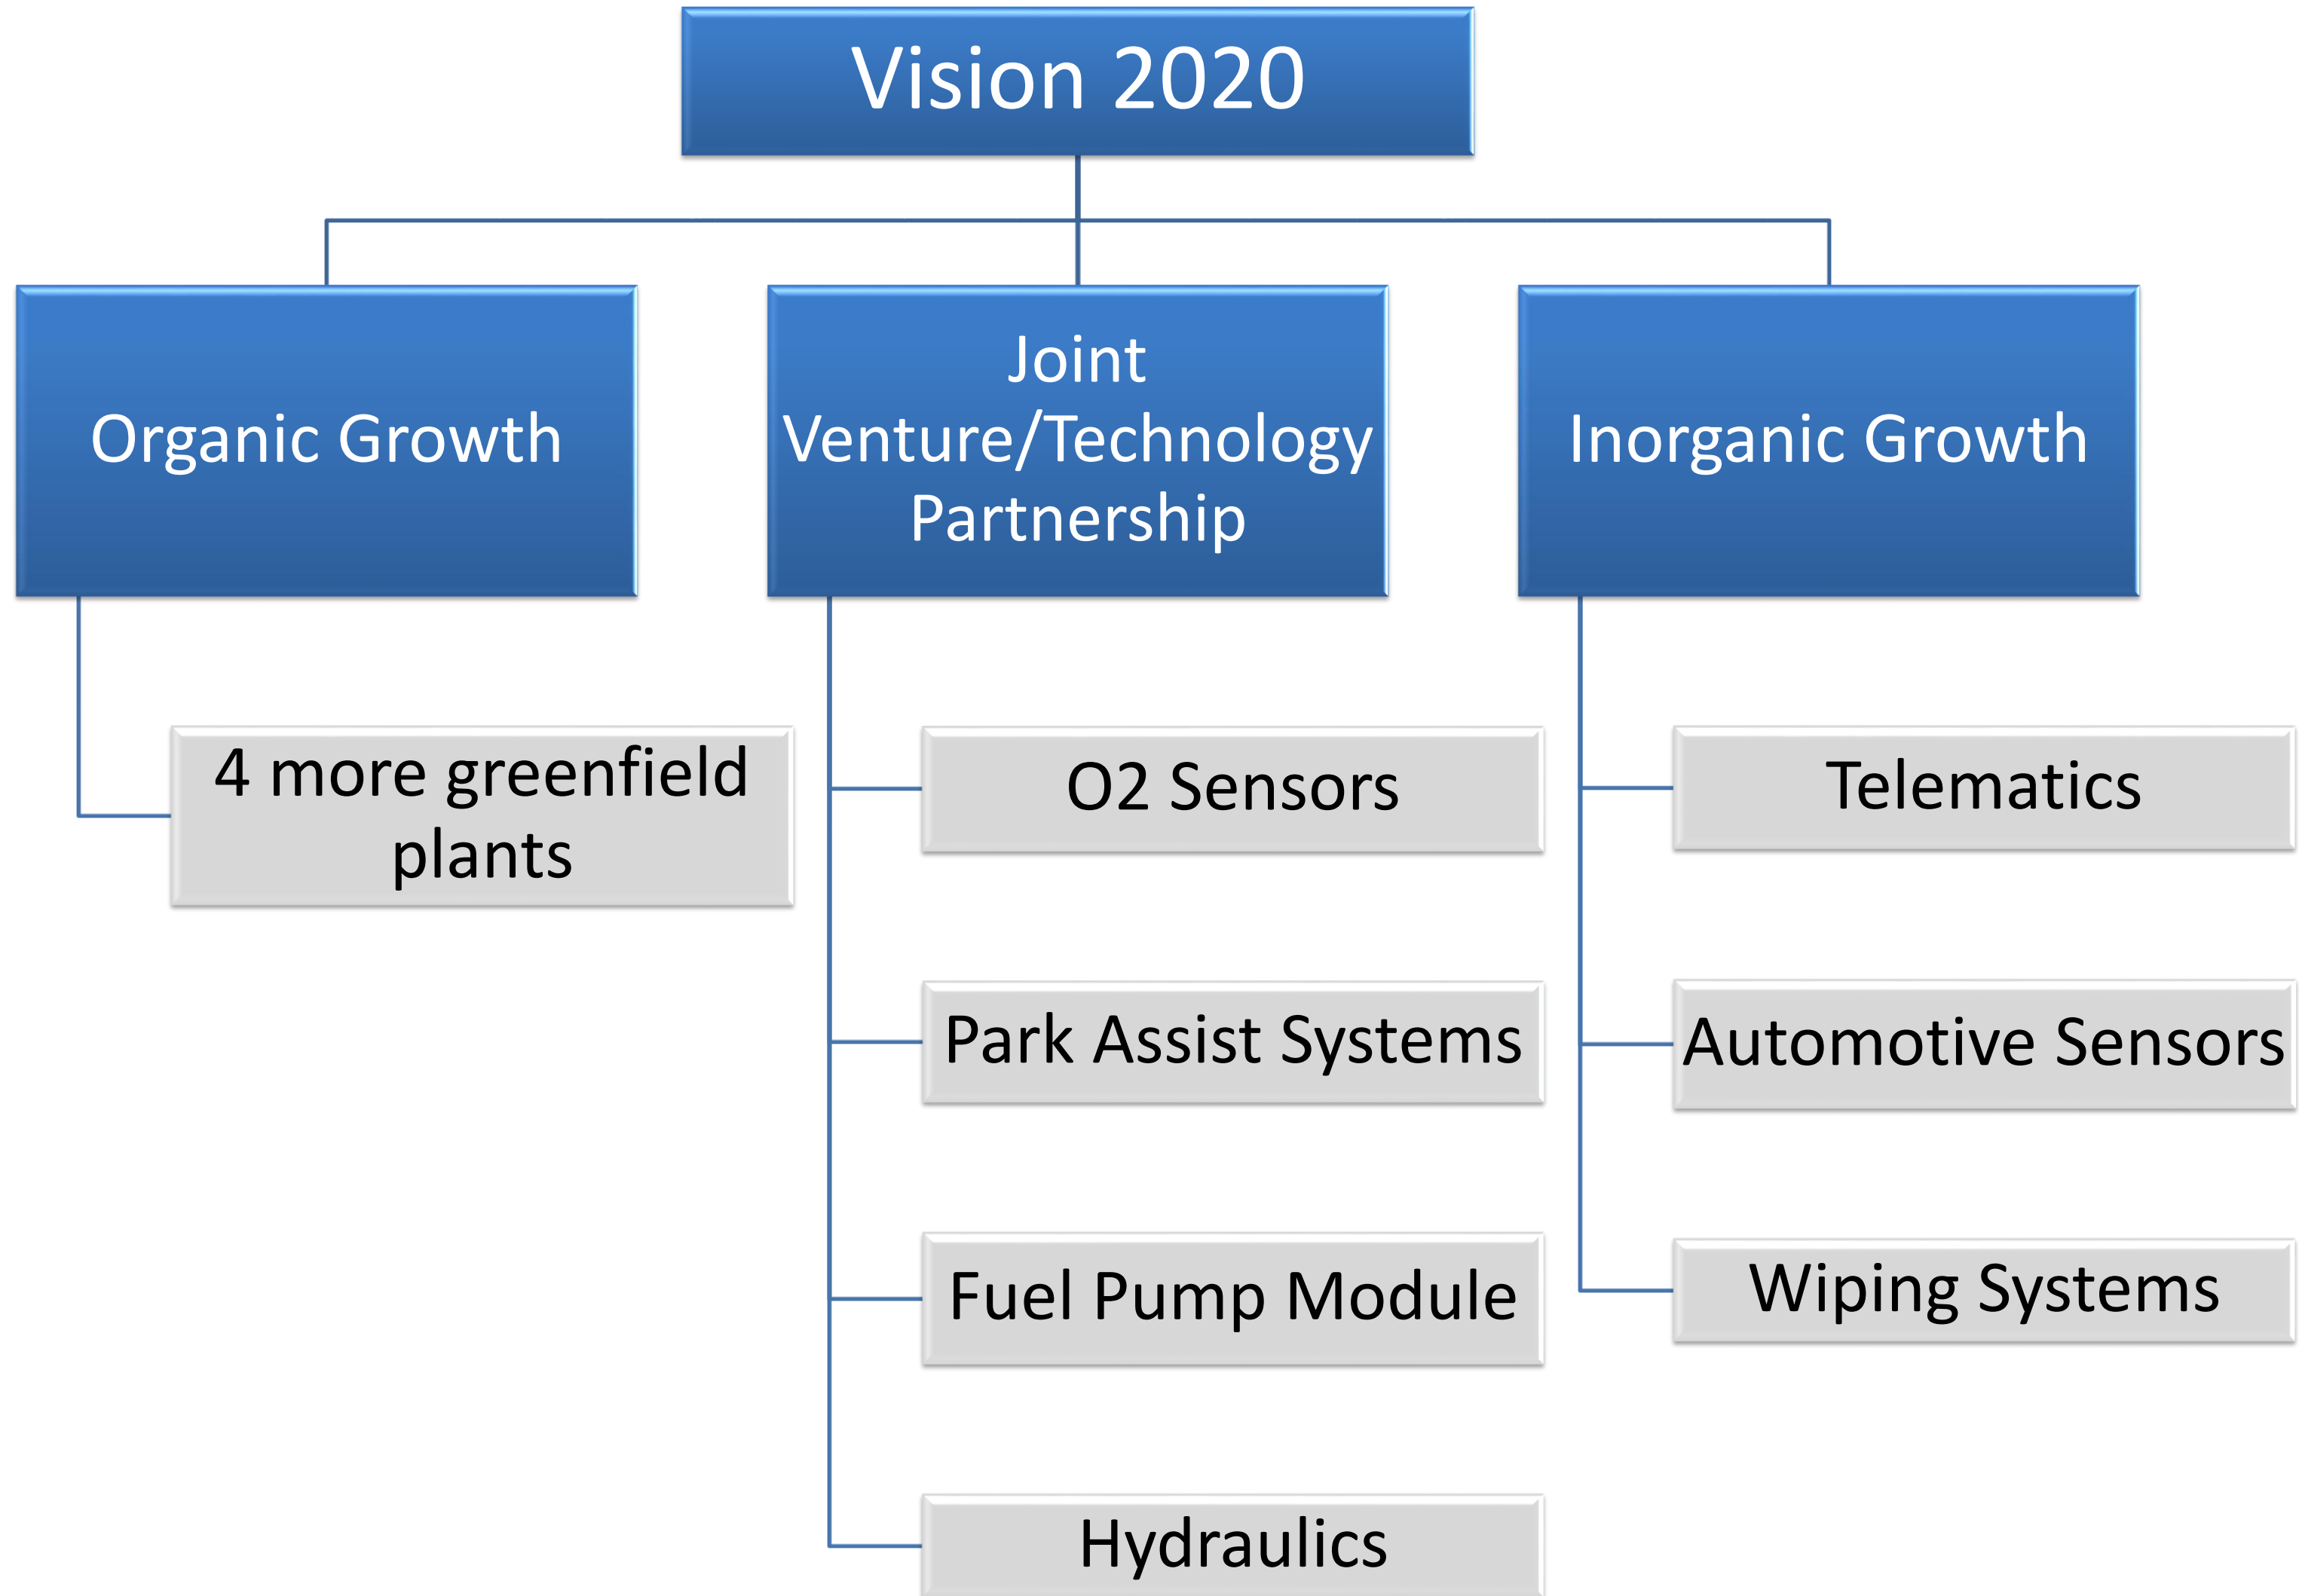 Vision 2020
Organic Growth
Joint
Venture/Technology
Partnership
Inorganic Growth
4 more greenfield
plants
O2 Sensors
Park Assist Systems
Fuel Pump Module
Hydraulics
Telematics
Automotive Sensors
Wiping Systems